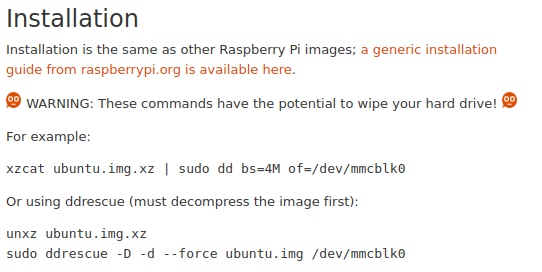 Installation
Installation is the same as other Raspberry Pi images; a generic installation
guide from raspberrypi.org is available here.
WARNING: These commands have the potential to wipe your hard drive!
For example:
xzcat ubuntu.img.xz | sudo dd bs=4M of=/dev/mmcblk0
Or using ddrescue (must decompress the image first):
unxz ubuntu.img.xz
sudo ddrescue -D -d --force ubuntu.img /dev/mmcblk0